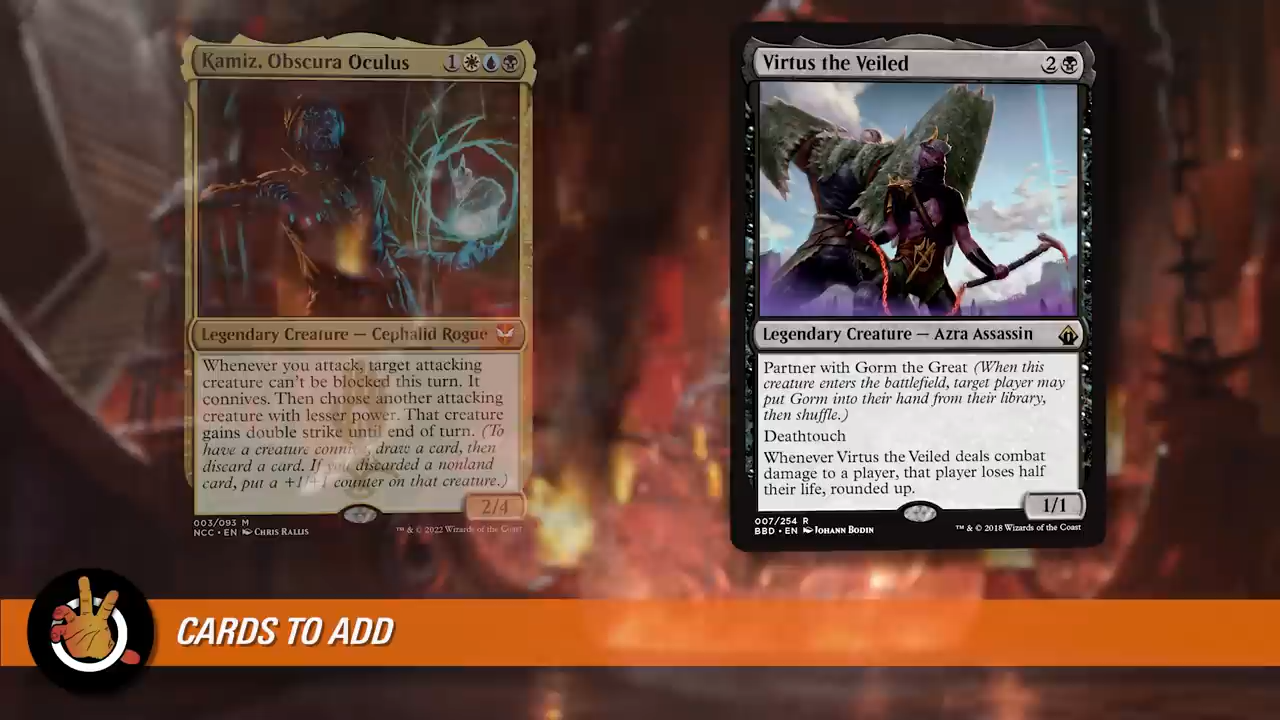 Kamiz, Obscura Oculus 1
Legendary Creature — Cephalid Rogue
Whenever you attack, target attacking
creature can't be blocked this turn. It
connives. Then choose another attacking
creature with lesser power. That creature
gains double strike until end of turn. (To
have a creature connive, draw a card, then
discard a card. If you discarded a nonland
card, put a +1/+1 counter on that creature.)
2/4
003/093 M
NCC • EN Chris Rallis
™ & © 2022 Wizards of the Coast
Virtus the Veiled 2
Legendary Creature — Azra Assassin
Partner with Gorm the Great (When this
creature enters the battlefield, target player may
put Gorm into their hand from their library,
then shuffle.)
Deathtouch
Whenever Virtus the Veiled deals combat
damage to a player, that player loses half
their life, rounded up.
1/1
007/254 R
BBD • EN Johann Bodin
™ & © 2018 Wizards of the Coast
CARDS TO ADD